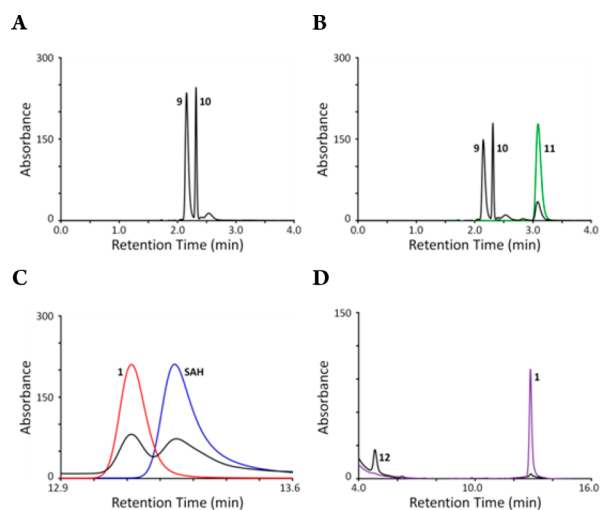 A
300
150
0
Absorbance
9
10
0.0
1.0
2.0
3.0
4.0
Retention Time (min)
B
300
150
0
Absorbance
9
10
11
0.0
1.0
2.0
3.0
4.0
Retention Time (min)
C
300
150
0
Absorbance
1
SAH
12.9
13.6
Retention Time (min)
D
150
0
Absorbance
12
1
4.0
10.0
16.0
Retention Time (min)